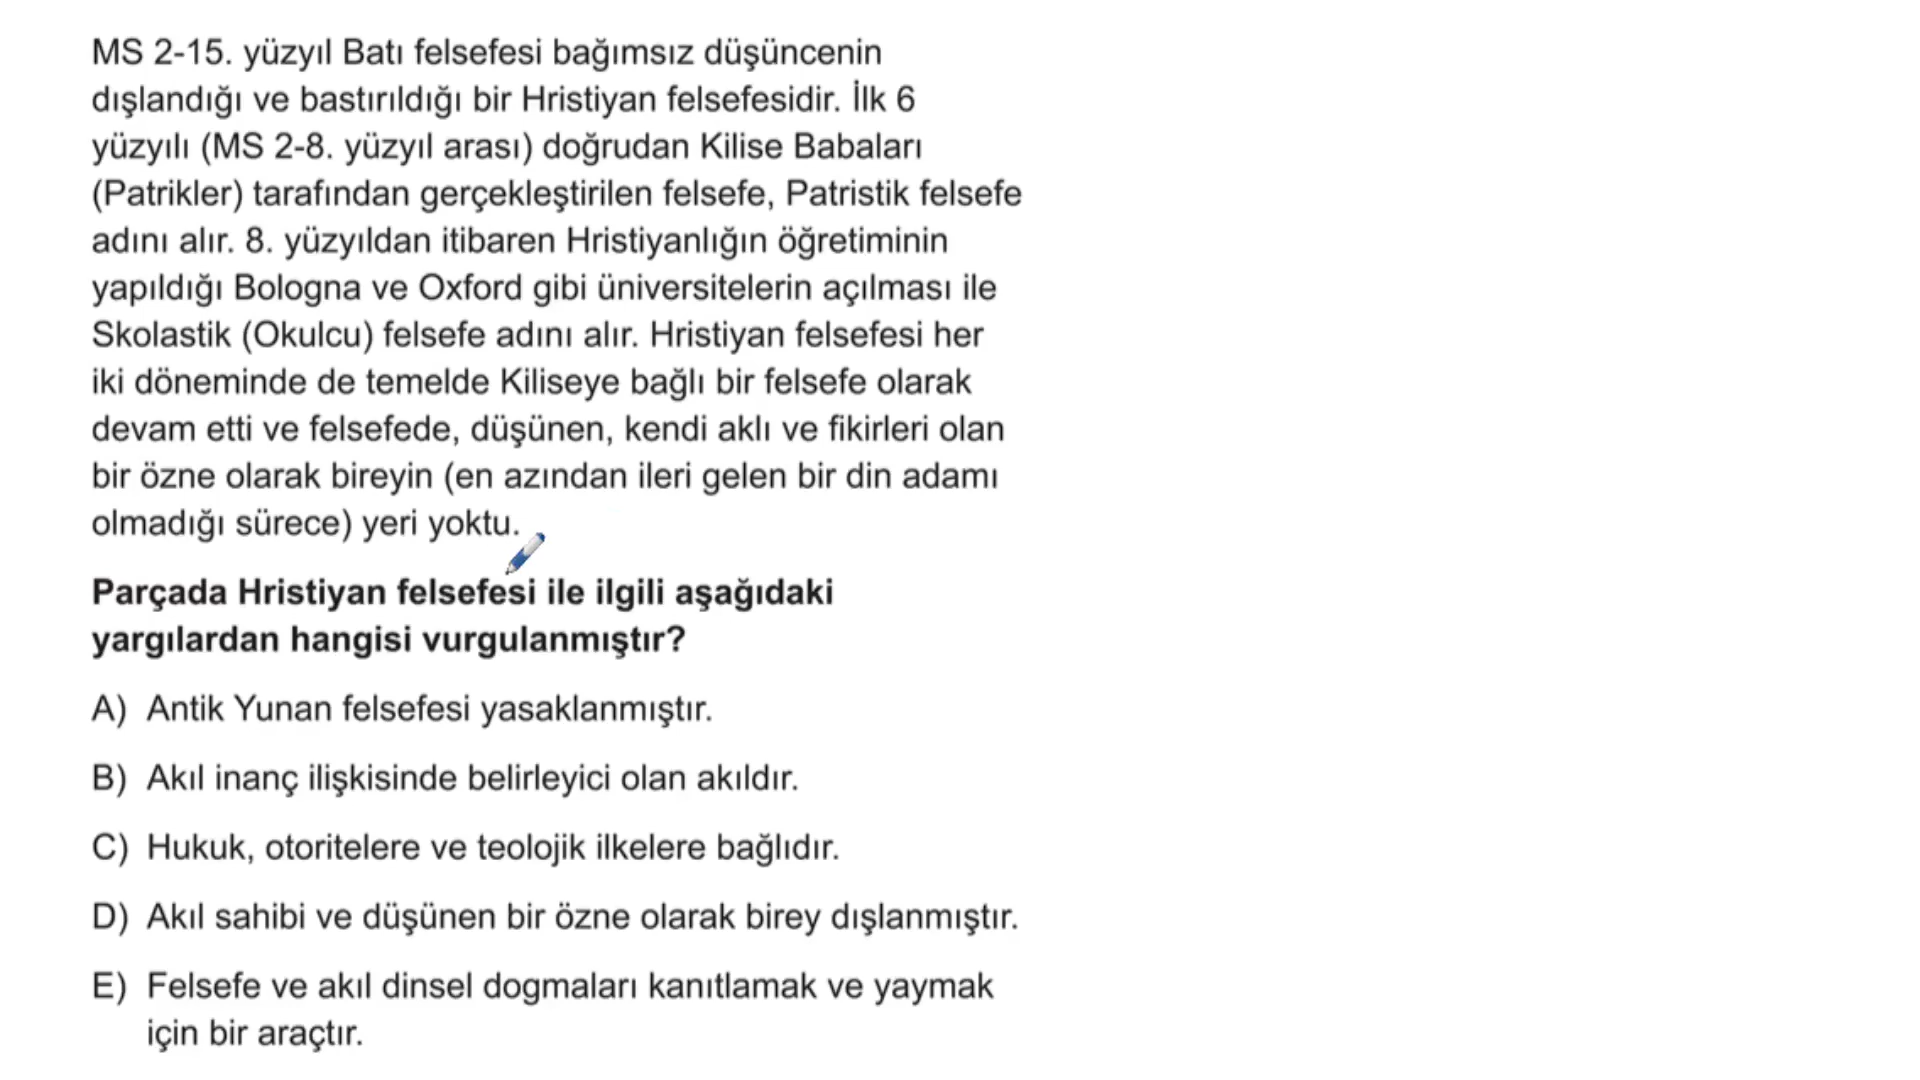 MS 2-15. yüzyıl Batı felsefesi bağımsız düşüncenin
dışlandığı ve bastırıldığı bir Hristiyan felsefesidir. İlk 6
yüzyılı (MS 2-8. yüzyıl arası) doğrudan Kilise Babaları
(Patrikler) tarafından gerçekleştirilen felsefe, Patristik felsefe
adını alır. 8. yüzyıldan itibaren Hristiyanlığın öğretiminin
yapıldığı Bologna ve Oxford gibi üniversitelerin açılması ile
Skolastik (Okulcu) felsefe adını alır. Hristiyan felsefesi her
iki döneminde de temelde Kiliseye bağlı bir felsefe olarak
devam etti ve felsefede, düşünen, kendi aklı ve fikirleri olan
bir özne olarak bireyin (en azından ileri gelen bir din adamı
olmadığı sürece) yeri yoktu.
Parçada Hristiyan felsefesi ile ilgili aşağıdaki
yargılardan hangisi vurgulanmıştır?
A) Antik Yunan felsefesi yasaklanmıştır.
B) Akıl inanç ilişkisinde belirleyici olan akıldır.
C) Hukuk, otoritelere ve teolojik ilkelere bağlıdır.
D) Akıl sahibi ve düşünen bir özne olarak birey dışlanmıştır.
E) Felsefe ve akıl dinsel dogmaları kanıtlamak ve yaymak
için bir araçtır.